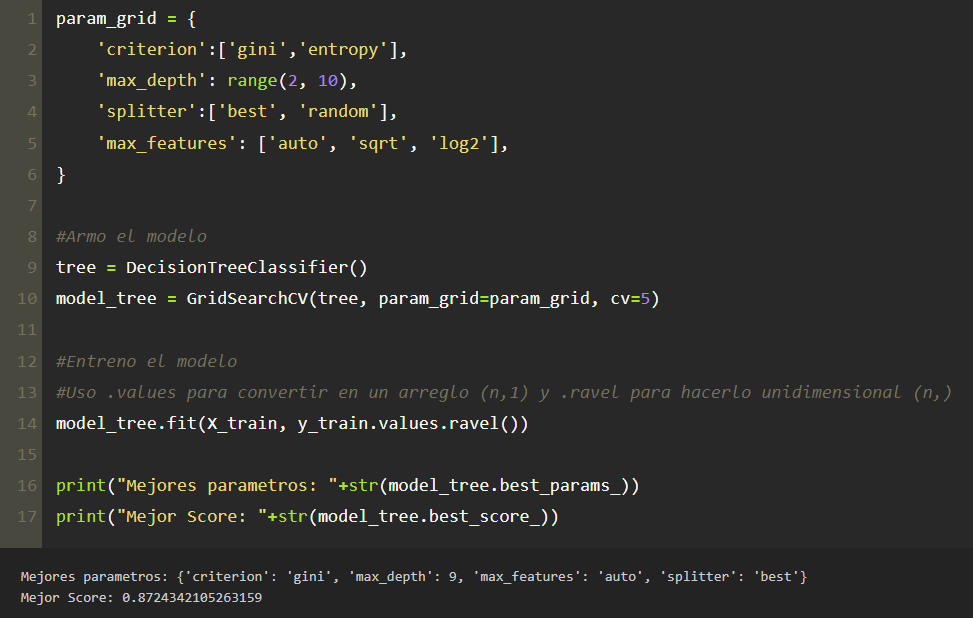 1 param_grid = {
2     'criterion':['gini','entropy'],
3     'max_depth': range(2, 10),
4     'splitter':['best', 'random'],
5     'max_features': ['auto', 'sqrt', 'log2'],
6 }
7
8 #Armo el modelo
9 tree = DecisionTreeClassifier()
10 model_tree = GridSearchCV(tree, param_grid=param_grid, cv=5)
11
12 #Entreno el modelo
13 #Uso .values para convertir en un arreglo (n,1) y .ravel para hacerlo unidimensional (n,)
14 model_tree.fit(X_train, y_train.values.ravel())
15
16 print("Mejores parametros: "+str(model_tree.best_params_))
17 print("Mejor Score: "+str(model_tree.best_score_))
Mejores parametros: {'criterion': 'gini', 'max_depth': 9, 'max_features': 'auto', 'splitter': 'best'}
Mejor Score: 0.8724342105263159